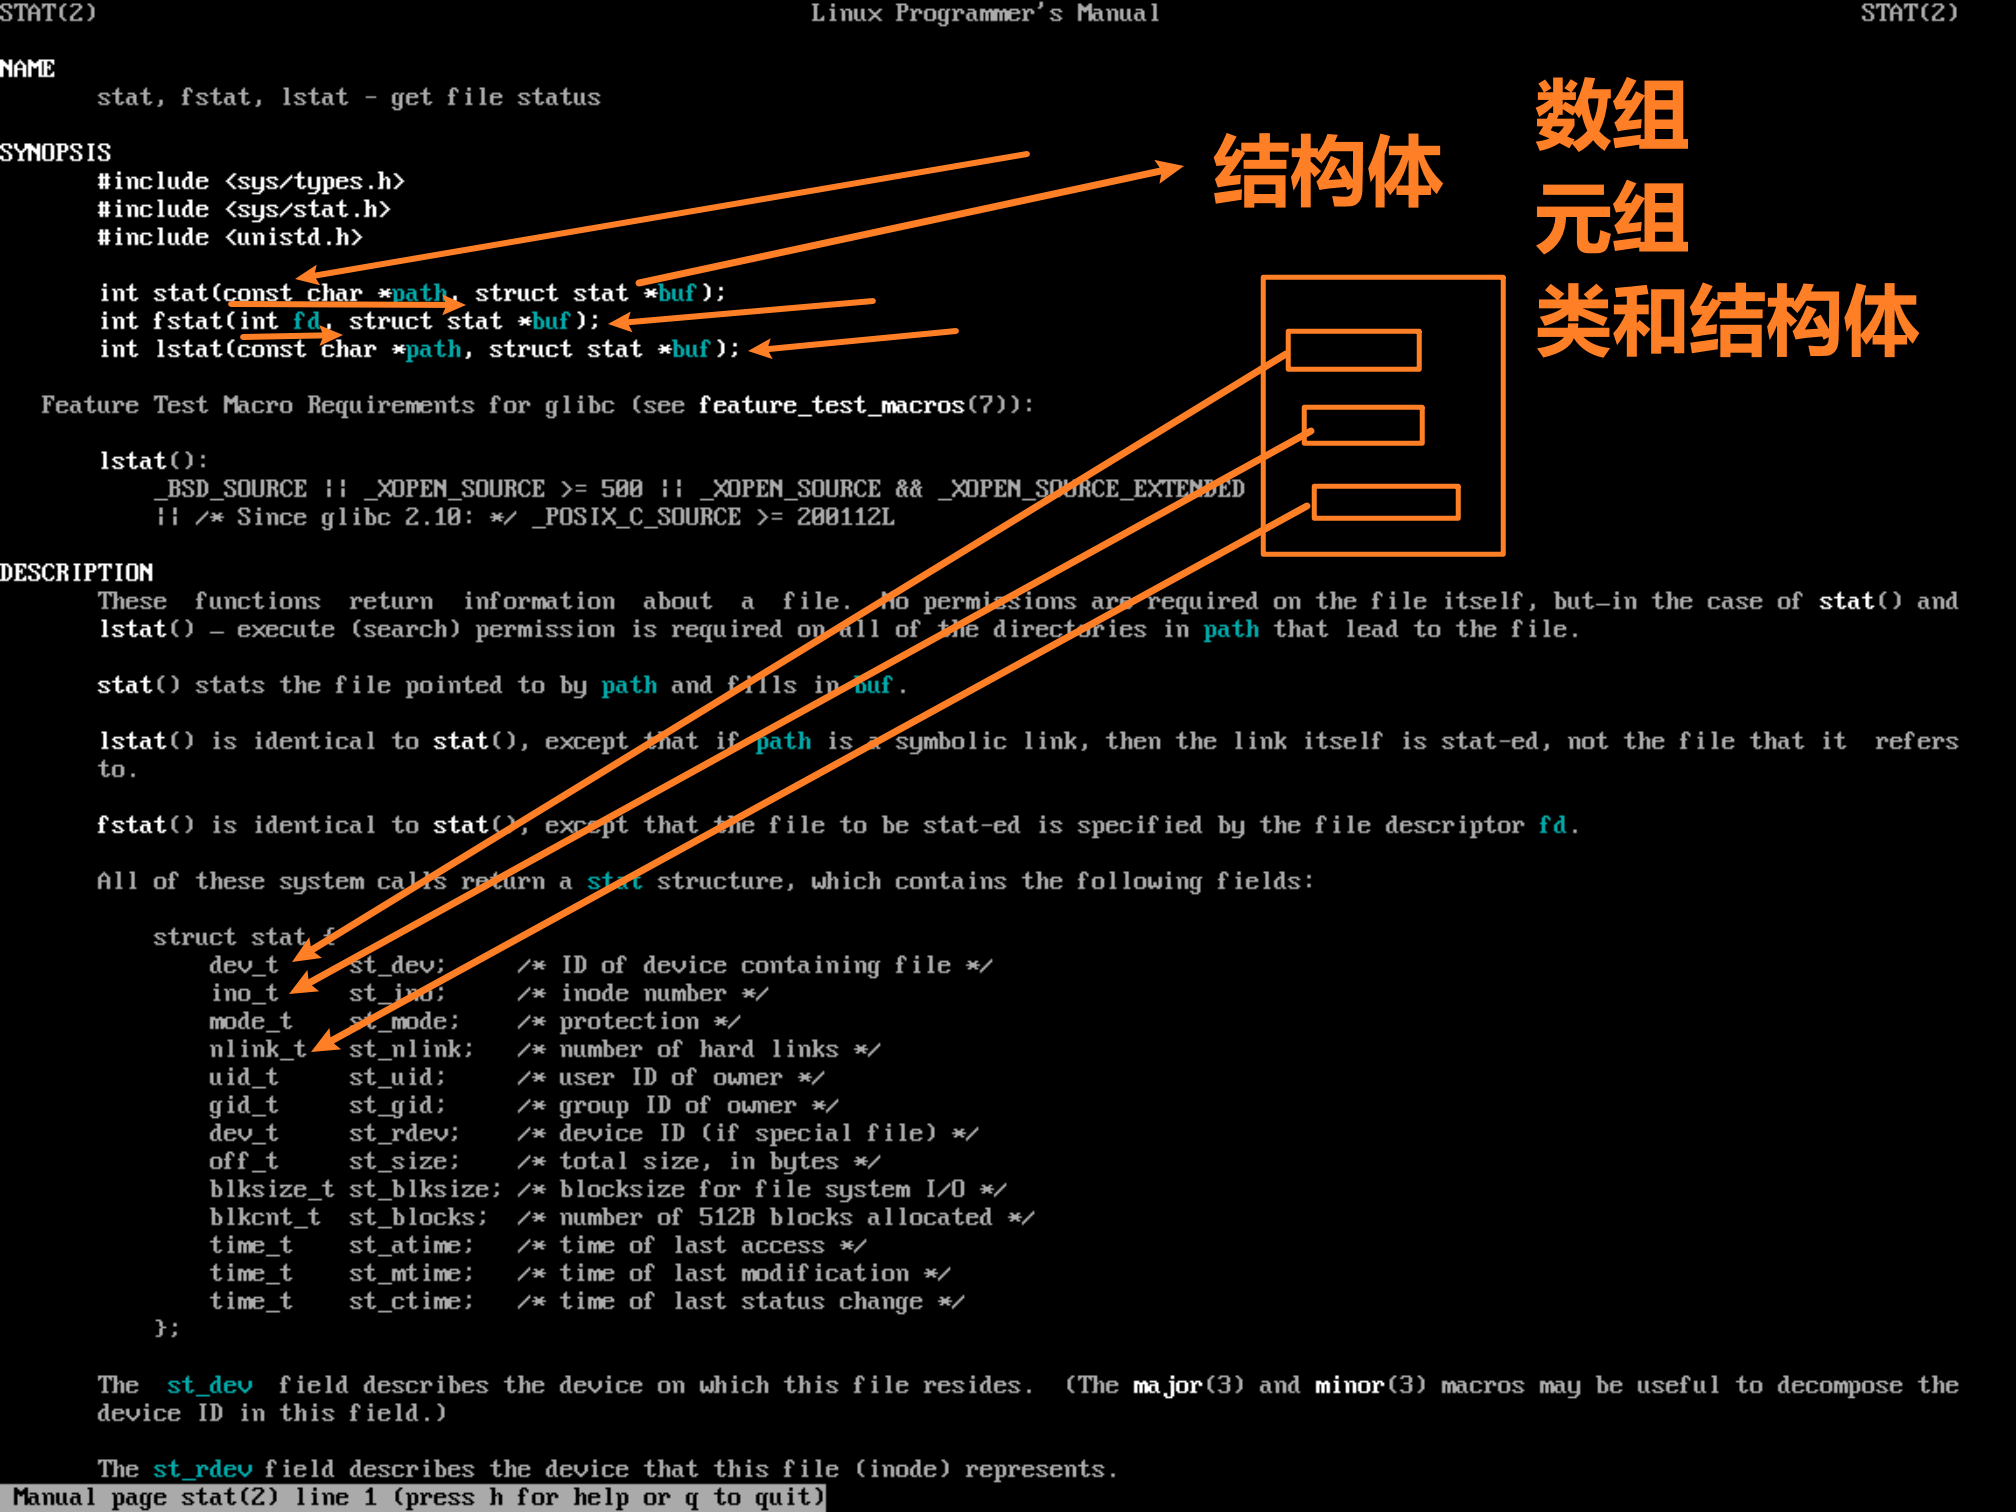 STAT(2) Linux Programmer's Manual STAT(2)
NAME
stat, fstat, lstat - get file status
SYNOPSIS
#include <sys/types.h>
#include <sys/stat.h>
#include <unistd.h>
int stat(const char *path, struct stat *buf);
int fstat(int fd, struct stat *buf);
int lstat(const char *path, struct stat *buf);
结构体
数组
元组
类和结构体
Feature Test Macro Requirements for glibc (see feature_test_macros(7)):
lstat():
_BSD_SOURCE || _XOPEN_SOURCE >= 500 || _XOPEN_SOURCE && _XOPEN_SOURCE_EXTENDED
|| /* Since glibc 2.10: */ _POSIX_C_SOURCE >= 200112L
DESCRIPTION
These functions return information about a file. No permissions are required on the file itself, but—in the case of stat() and
lstat() — execute (search) permission is required on all of the directories in path that lead to the file.
stat() stats the file pointed to by path and fills in buf.
lstat() is identical to stat(), except that if path is a symbolic link, then the link itself is stat-ed, not the file that it refers
to.
fstat() is identical to stat(), except that the file to be stat-ed is specified by the file descriptor fd.
All of these system calls return a stat structure, which contains the following fields:
struct stat {
dev_t st_dev; /* ID of device containing file */
ino_t st_ino; /* inode number */
mode_t st_mode; /* protection */
nlink_t st_nlink; /* number of hard links */
uid_t st_uid; /* user ID of owner */
gid_t st_gid; /* group ID of owner */
dev_t st_rdev; /* device ID (if special file) */
off_t st_size; /* total size, in bytes */
blksize_t st_blksize; /* blocksize for file system I/O */
blkcnt_t st_blocks; /* number of 512B blocks allocated */
time_t st_atime; /* time of last access */
time_t st_mtime; /* time of last modification */
time_t st_ctime; /* time of last status change */
};
The st_dev field describes the device on which this file resides. (The major(3) and minor(3) macros may be useful to decompose the
device ID in this field.)
The st_rdev field describes the device that this file (inode) represents.
Manual page stat(2) line 1 (press h for help or q to quit)